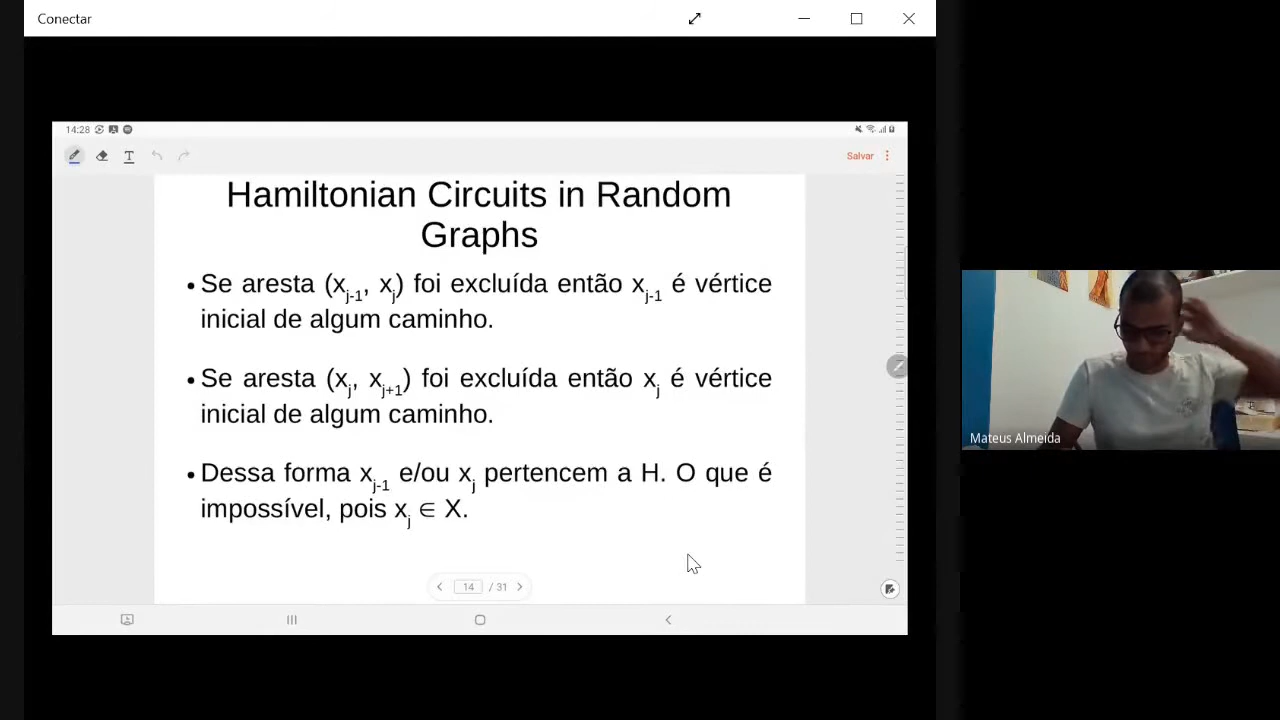 Conectar
14:28
T
Salvar
Hamiltonian Circuits in Random
Graphs
• Se aresta (xj-1, xj) foi excluída então xj-1 é vértice
inicial de algum caminho.
• Se aresta (xj, xj+1) foi excluída então xj é vértice
inicial de algum caminho.
• Dessa forma xj-1 e/ou xj pertencem a H. O que é
impossível, pois xj ∈ X.
14 / 31
Mateus Almeida